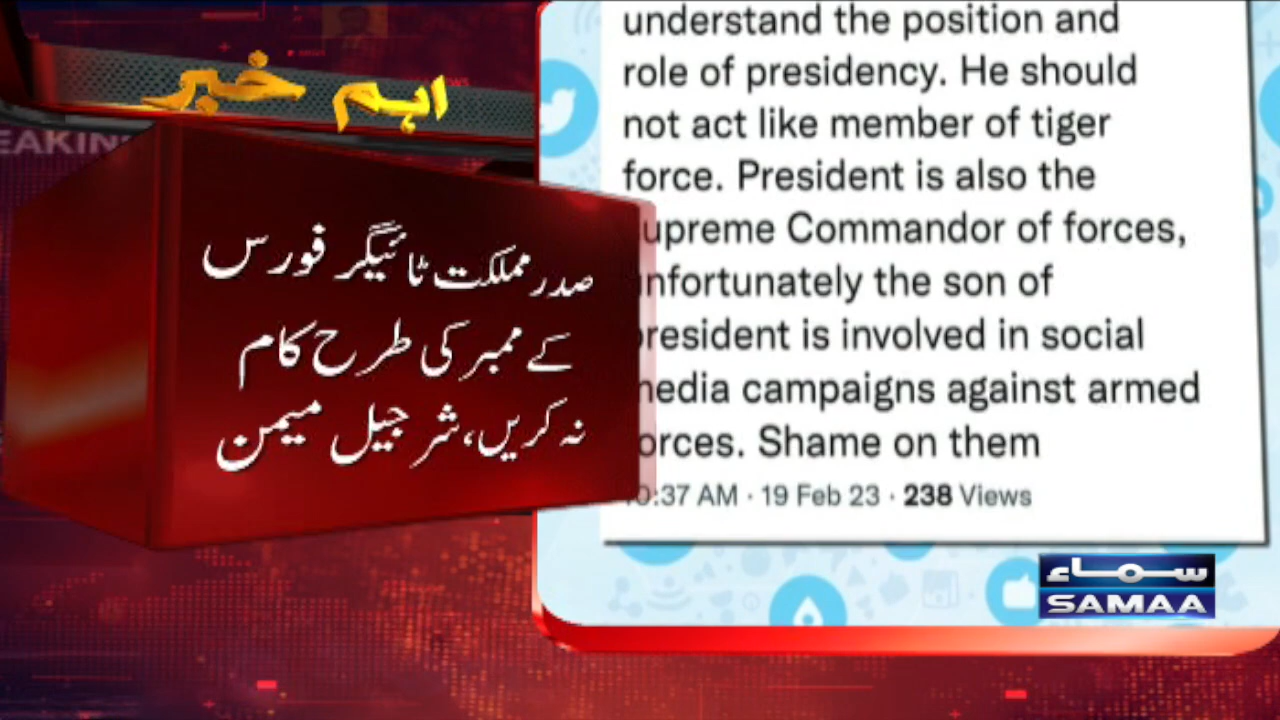 اہم خبر
EAKIN
صدر مملکت ٹائیگر فورس
کے ممبر کی طرح کام
نہ کریں، شرجیل میمن
understand the position and
role of presidency. He should
not act like member of tiger
force. President is also the
upreme Commandor of forces,
nfortunately the son of
resident is involved in social
edia campaigns against armed
orces. Shame on them
0:37 AM · 19 Feb 23 · 238 Views
سماء
SAMAA